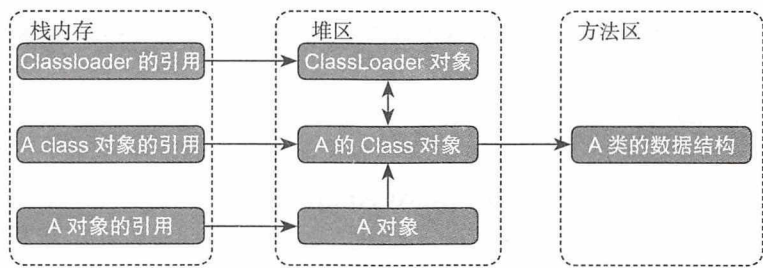 栈内存
堆区
方法区
Classloader 的引用
ClassLoader 对象
A class 对象的引用
A 的 Class 对象
A 类的数据结构
A 对象的引用
A 对象